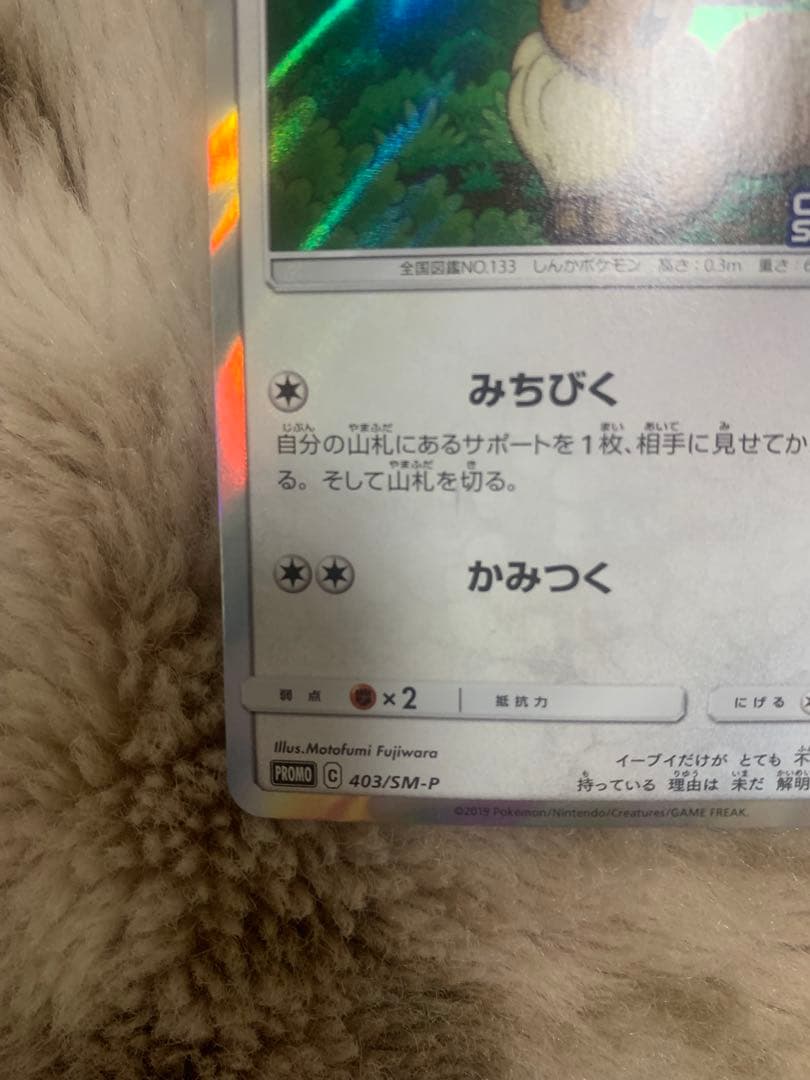 全国図鑑NO.133 しんかポケモン 高さ:0.3m 重さ:6
みちびく
自分の山札にあるサポートを1枚、相手に見せてか
る。そして山札を切る。
かみつく
弱点 ×2 抵抗力 にげる
Illus.Motofumi Fujiwara
PROMO C 403/SM-P
イーブイだけが とても 不
持っている 理由は 未だ 解明
©2019 Pokémon/Nintendo/Creatures/GAME FREAK.